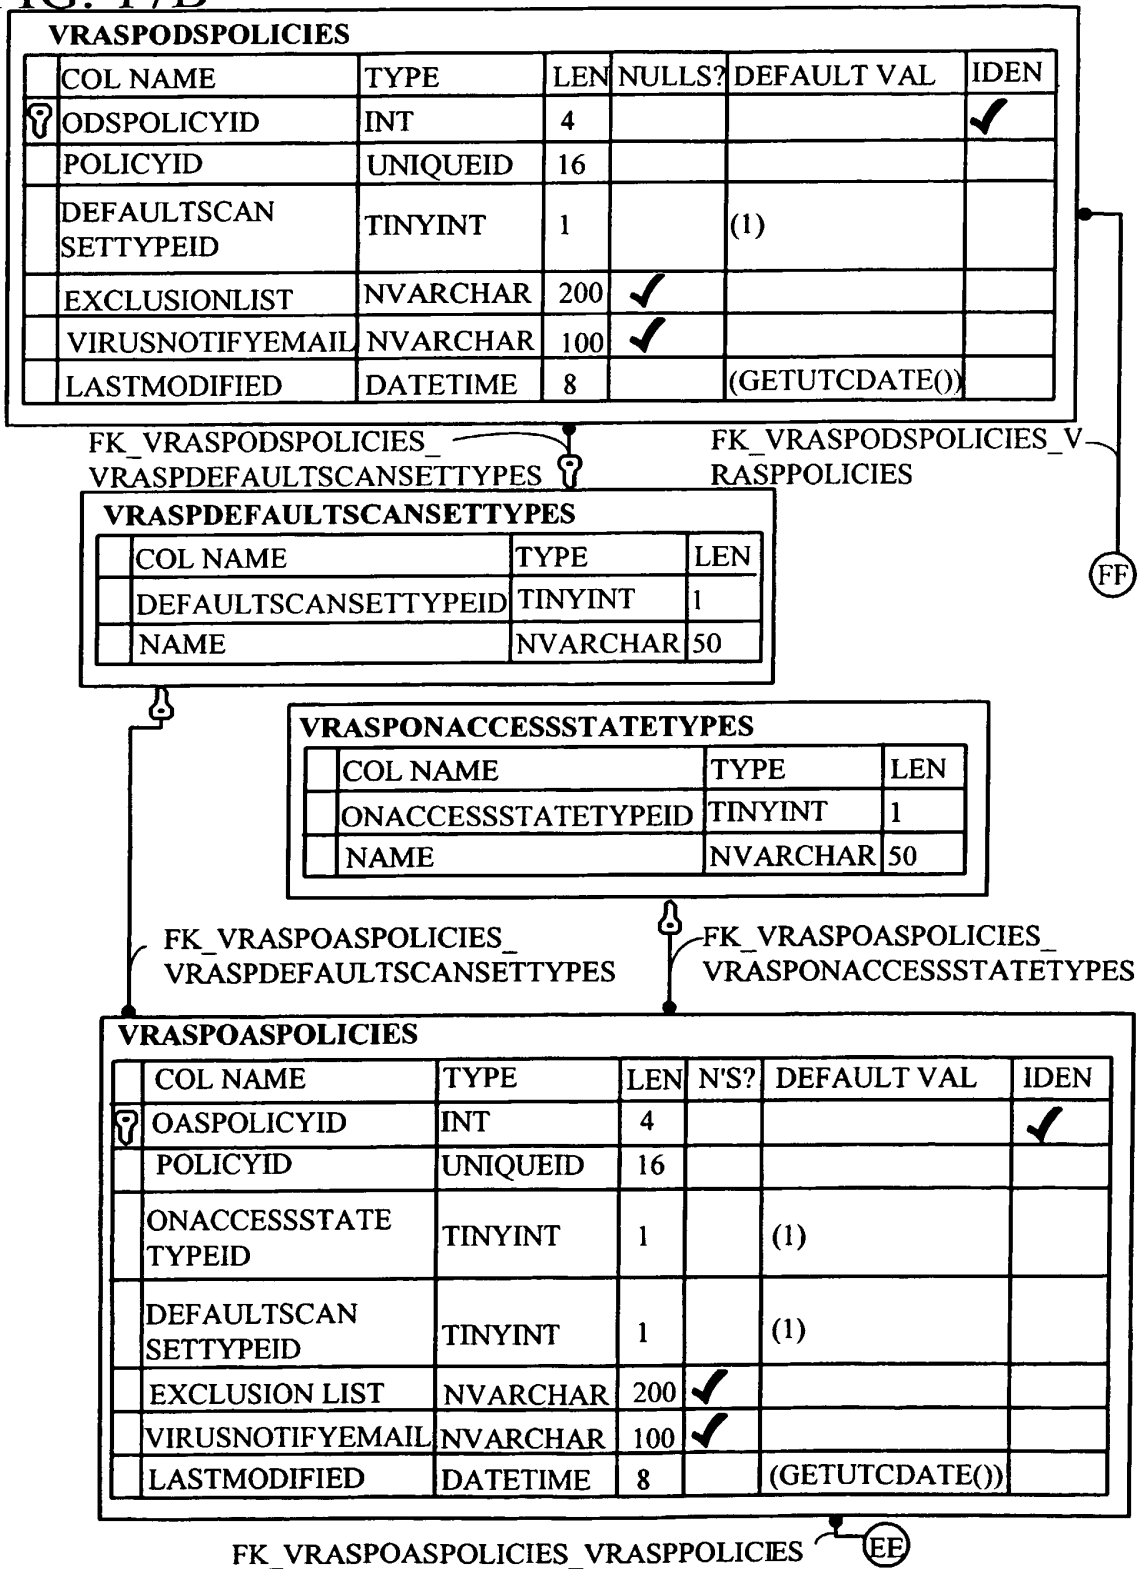 VRASPODSPOLICIES
COL NAME TYPE LEN NULLS? DEFAULT VAL IDEN
ODSPOLICYID INT 4
POLICYID UNIQUEID 16
DEFAULTSCAN
SETTYPEID TINYINT 1 (1)
EXCLUSIONLIST NVARCHAR 200
VIRUSNOTIFYEMAIL NVARCHAR 100
LASTMODIFIED DATETIME 8 (GETUTCDATE())
FK_VRASPODSPOLICIES_
VRASPDEFAULTSCANSETTYPES
FK_VRASPODSPOLICIES_V
RASPPOLICIES
FF
VRASPDEFAULTSCANSETTYPES
COL NAME TYPE LEN
DEFAULTSCANSETTYPEID TINYINT 1
NAME NVARCHAR 50
VRASPONACCESSSTATETYPES
COL NAME TYPE LEN
ONACCESSSTATETYPEID TINYINT 1
NAME NVARCHAR 50
FK_VRASPOASPOLICIES_
VRASPDEFAULTSCANSETTYPES
FK_VRASPOASPOLICIES_
VRASPONACCESSSTATETYPES
VRASPOASPOLICIES
COL NAME TYPE LEN N'S? DEFAULT VAL IDEN
OASPOLICYID INT 4
POLICYID UNIQUEID 16
ONACCESSSTATE
TYPEID TINYINT 1 (1)
DEFAULTSCAN
SETTYPEID TINYINT 1 (1)
EXCLUSION LIST NVARCHAR 200
VIRUSNOTIFYEMAIL NVARCHAR 100
LASTMODIFIED DATETIME 8 (GETUTCDATE())
FK_VRASPOASPOLICIES_VRASPPOLICIES
EE